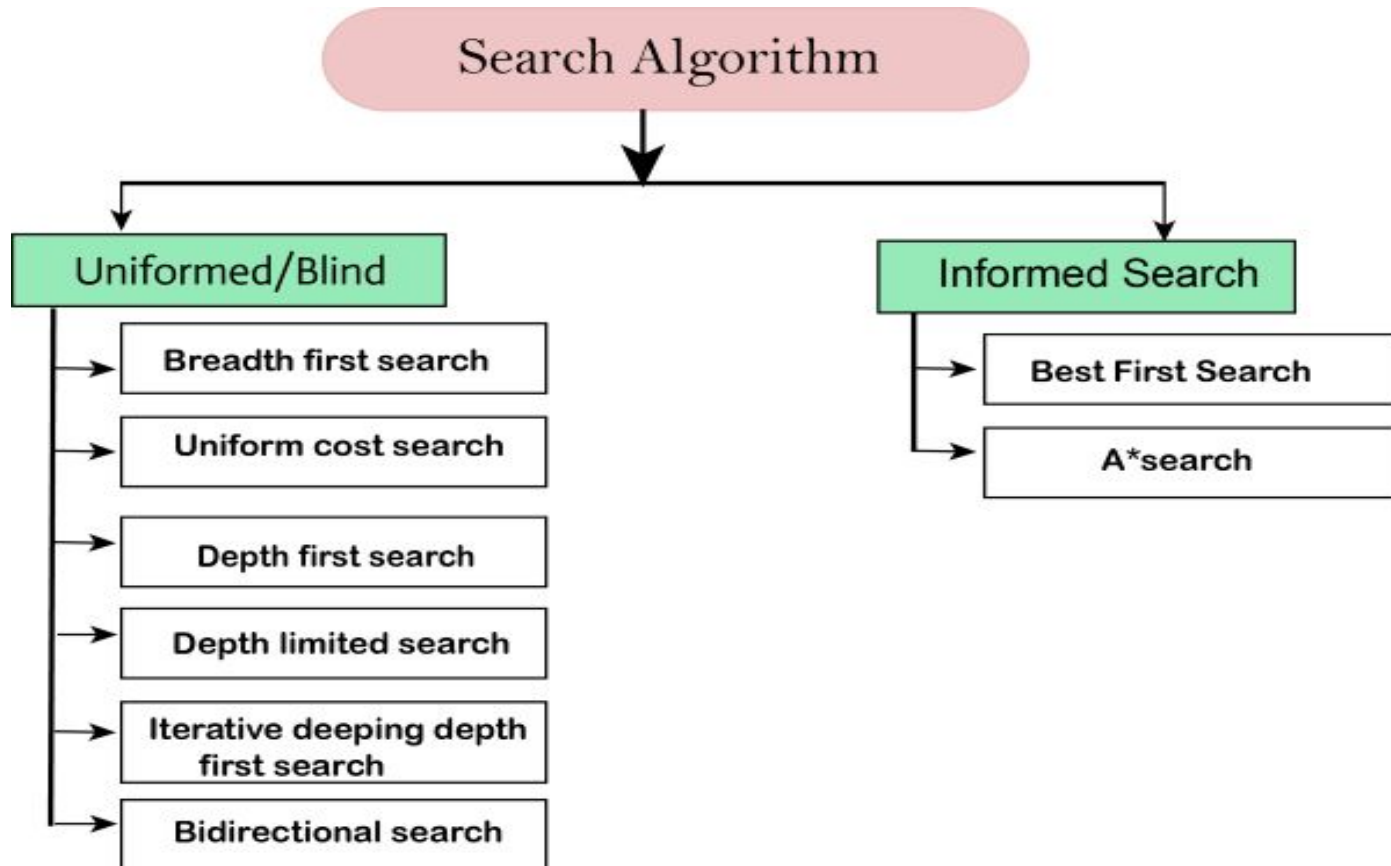 Search Algorithm
Uniformed/Blind
Breadth first search
Uniform cost search
Depth first search
Depth limited search
Iterative deeping depth
first search
Bidirectional search
Informed Search
Best First Search
A*search